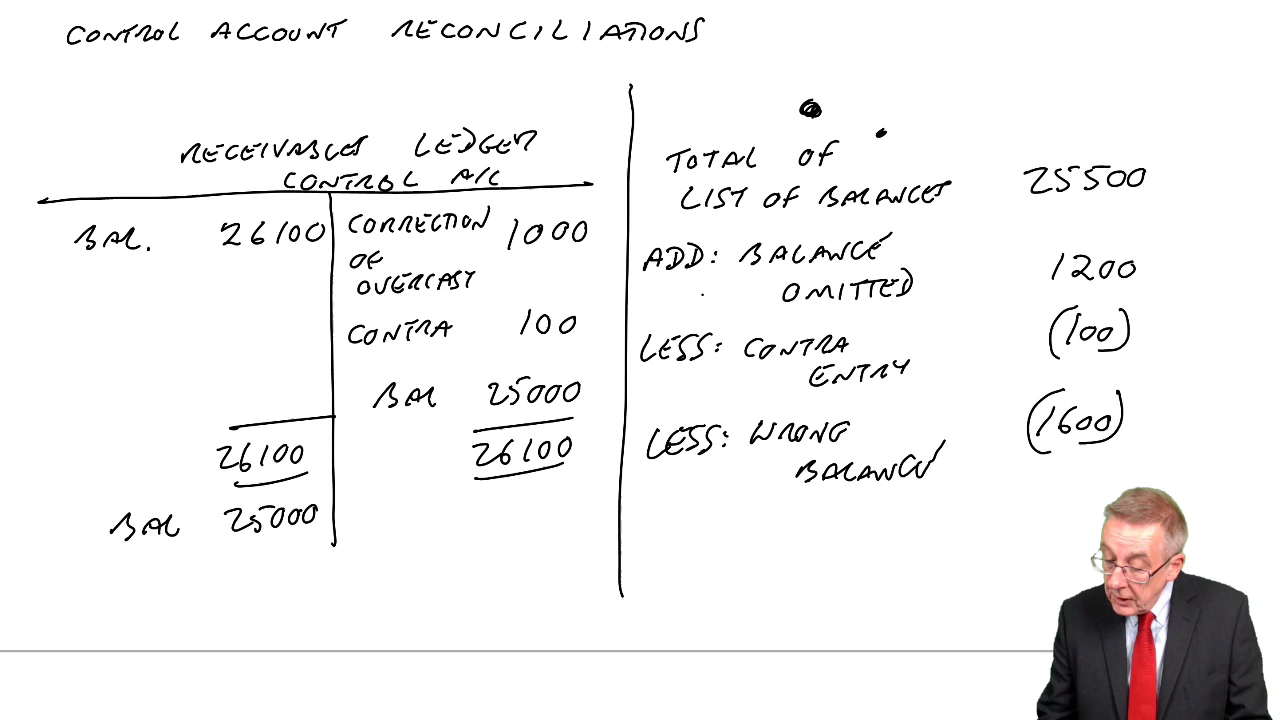 CONTROL ACCOUNT RECONCILIATIONS
RECEIVABLES LEDGER
CONTROL A/C
BAL. 26100
CORRECTION 1000
OF
OVERCAST
CONTRA 100
BAL 25000
26100 26100
BAL 25000
TOTAL OF
LIST OF BALANCES 25500
ADD: BALANCE 1200
OMITTED
LESS: CONTRA (100)
ENTRY
LESS: WRONG (1600)
BALANCE